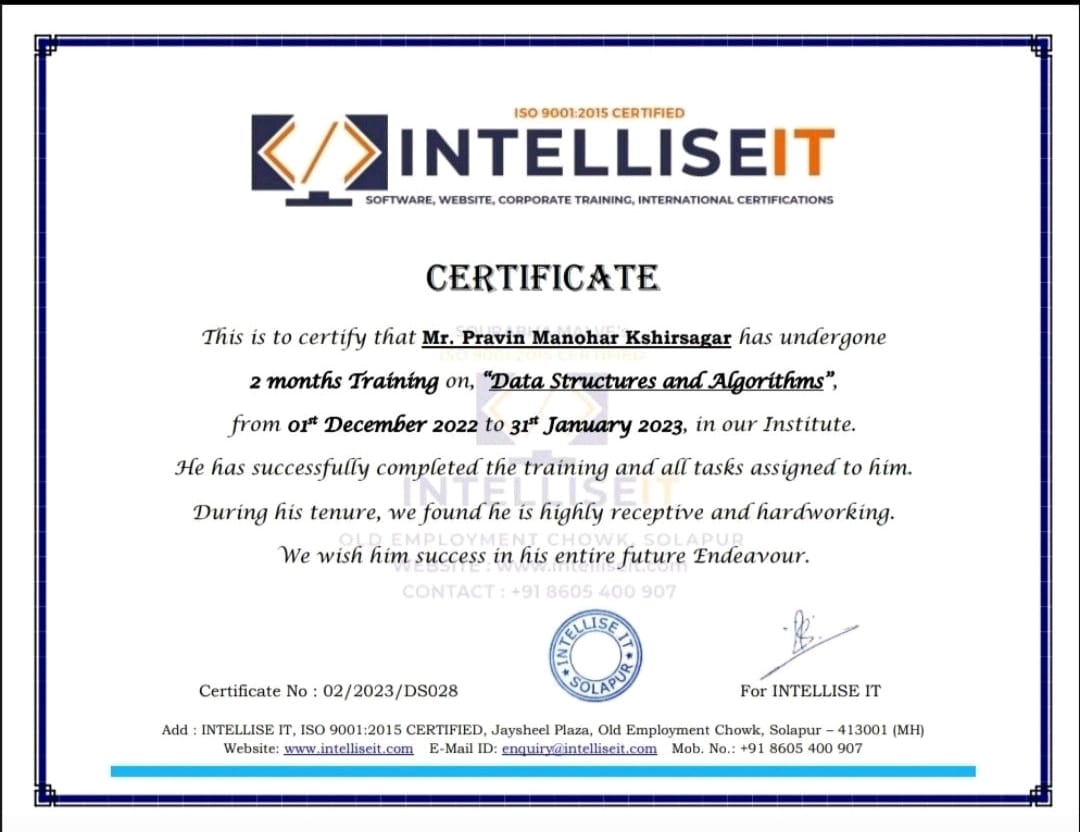 ISO 9001:2015 CERTIFIED
INTELLISEIT
SOFTWARE, WEBSITE, CORPORATE TRAINING, INTERNATIONAL CERTIFICATIONS
CERTIFICATE
This is to certify that Mr. Pravin Manohar Kshirsagar has undergone
2 months Training on, “Data Structures and Algorithms”,
from 01st December 2022 to 31st January 2023, in our Institute.
He has successfully completed the training and all tasks assigned to him.
During his tenure, we found he is highly receptive and hardworking.
We wish him success in his entire future Endeavour.
ISO 9001:2015 CERTIFIED
INTELLISEIT
OLD EMPLOYMENT CHOWK, SOLAPUR
WEBSITE : www.intelliseit.com
CONTACT : +91 8605 400 907
INTELLISE IT
SOLAPUR
Certificate No : 02/2023/DS028
For INTELLISE IT
Add : INTELLISE IT, ISO 9001:2015 CERTIFIED, Jaysheel Plaza, Old Employment Chowk, Solapur – 413001 (MH)
Website: www.intelliseit.com E-Mail ID: enquiry@intelliseit.com Mob. No.: +91 8605 400 907